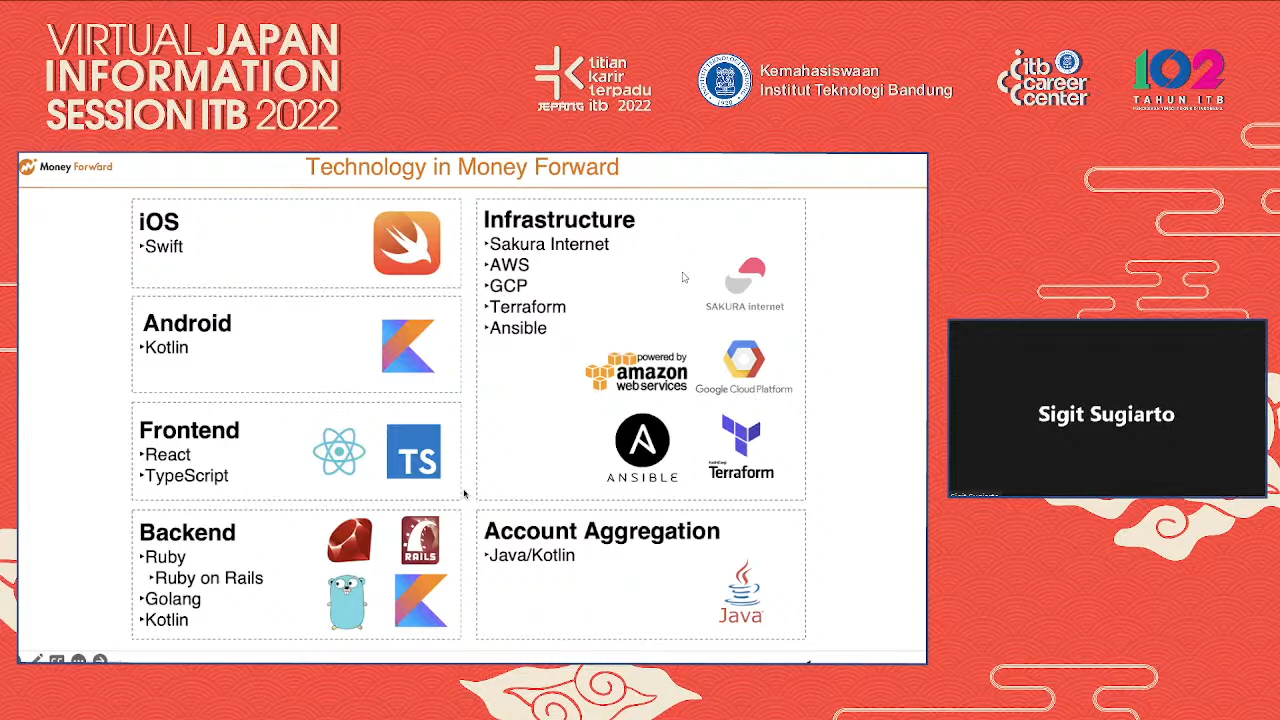 VIRTUAL JAPAN
INFORMATION
SESSION ITB 2022
titian
karir
terpadu
JEPANG itb 2022
Kemahasiswaan
Institut Teknologi Bandung
itb
career
center
102
TAHUN ITB
Money Forward
Technology in Money Forward
iOS
‣Swift
Android
‣Kotlin
Frontend
‣React
‣TypeScript
TS
Backend
‣Ruby
‣Ruby on Rails
‣Golang
‣Kotlin
RAILS
Infrastructure
‣Sakura Internet
‣AWS
‣GCP
‣Terraform
‣Ansible
SAKURA internet
powered by
amazon
web services
Google Cloud Platform
ANSIBLE
Terraform
Account Aggregation
‣Java/Kotlin
Java
Sigit Sugiarto
Sigit Sugiarto